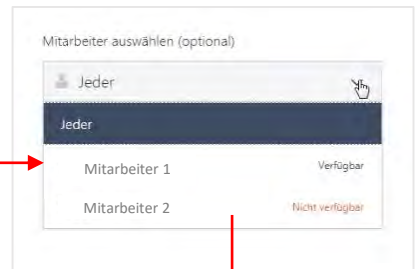 Mitarbeiter auswählen (optional)
Jeder
Jeder
Mitarbeiter 1 Verfügbar
Mitarbeiter 2 Nicht verfügbar